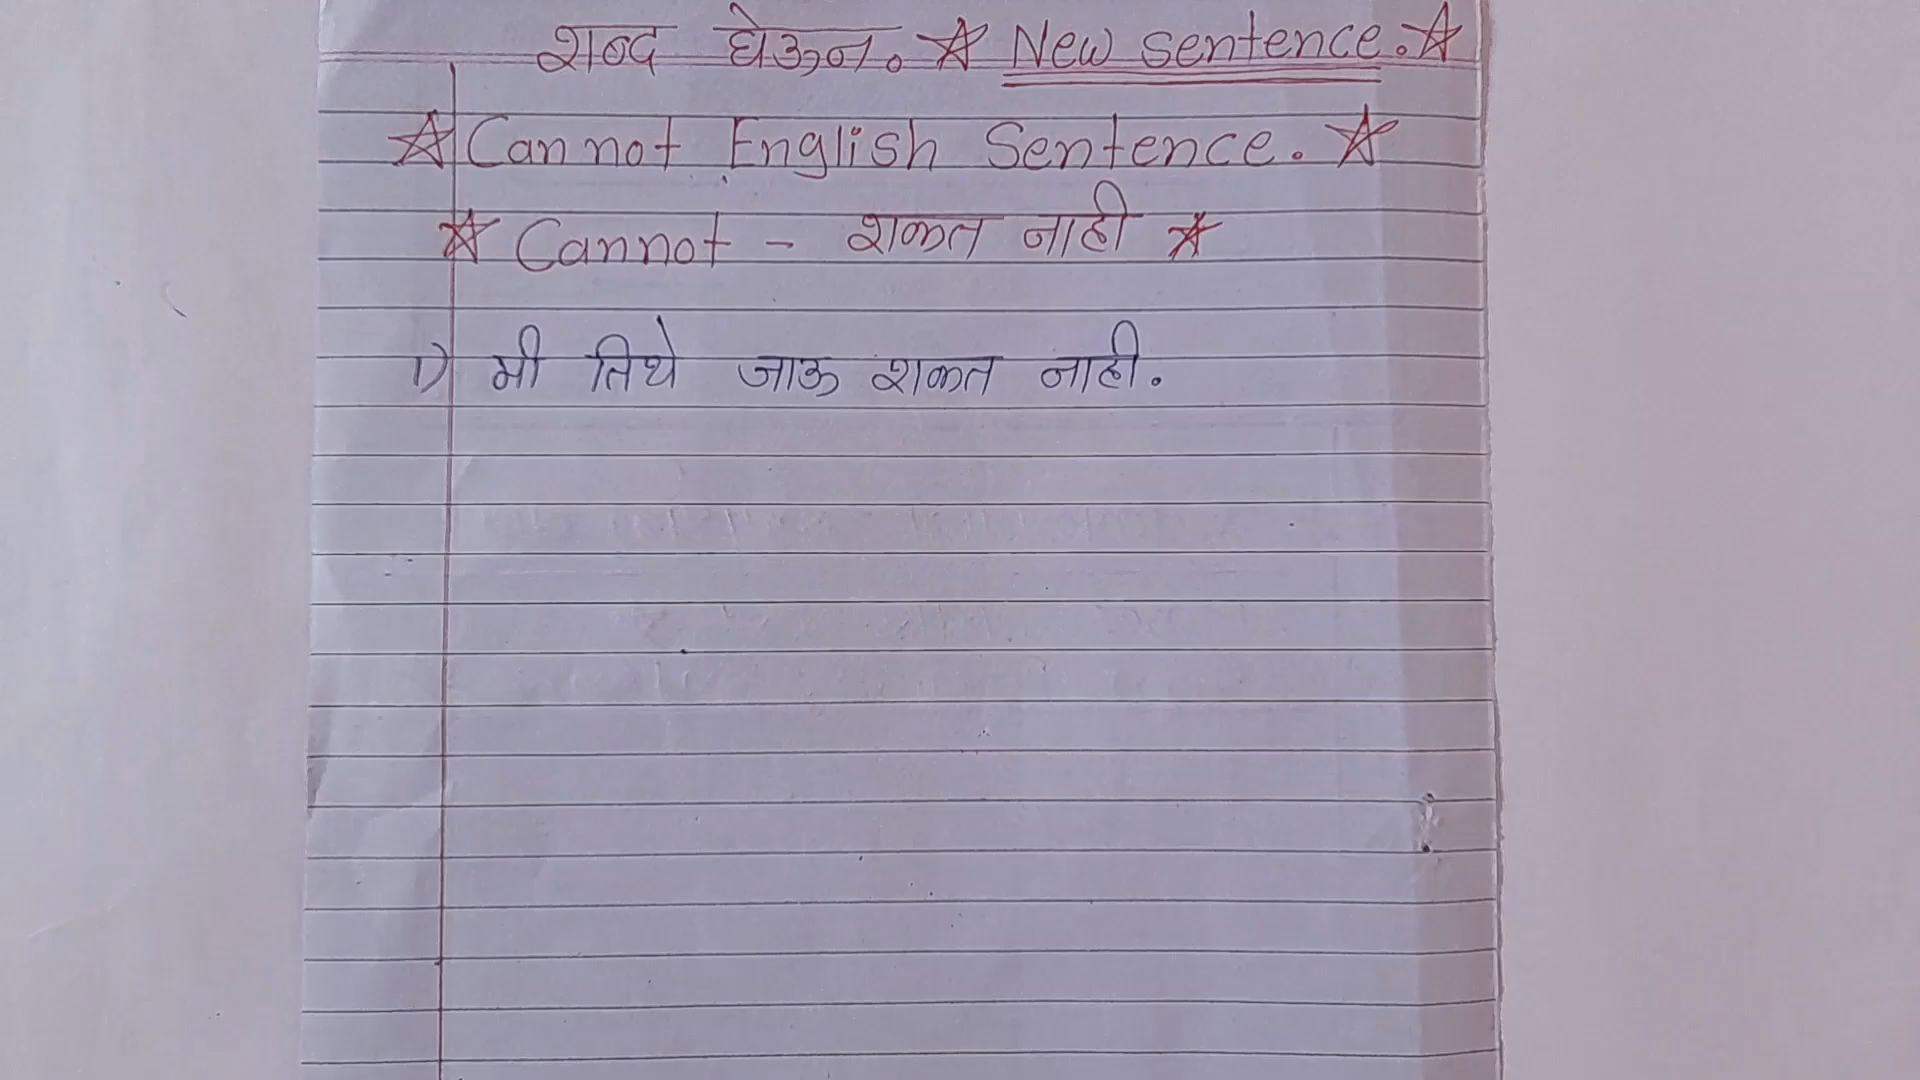 शब्द घेऊन. ☆ New sentence. ☆
☆ Cannot English Sentence. ☆
☆ Cannot - शकत नाही ☆
1) मी तिथे जाऊ शकत नाही.